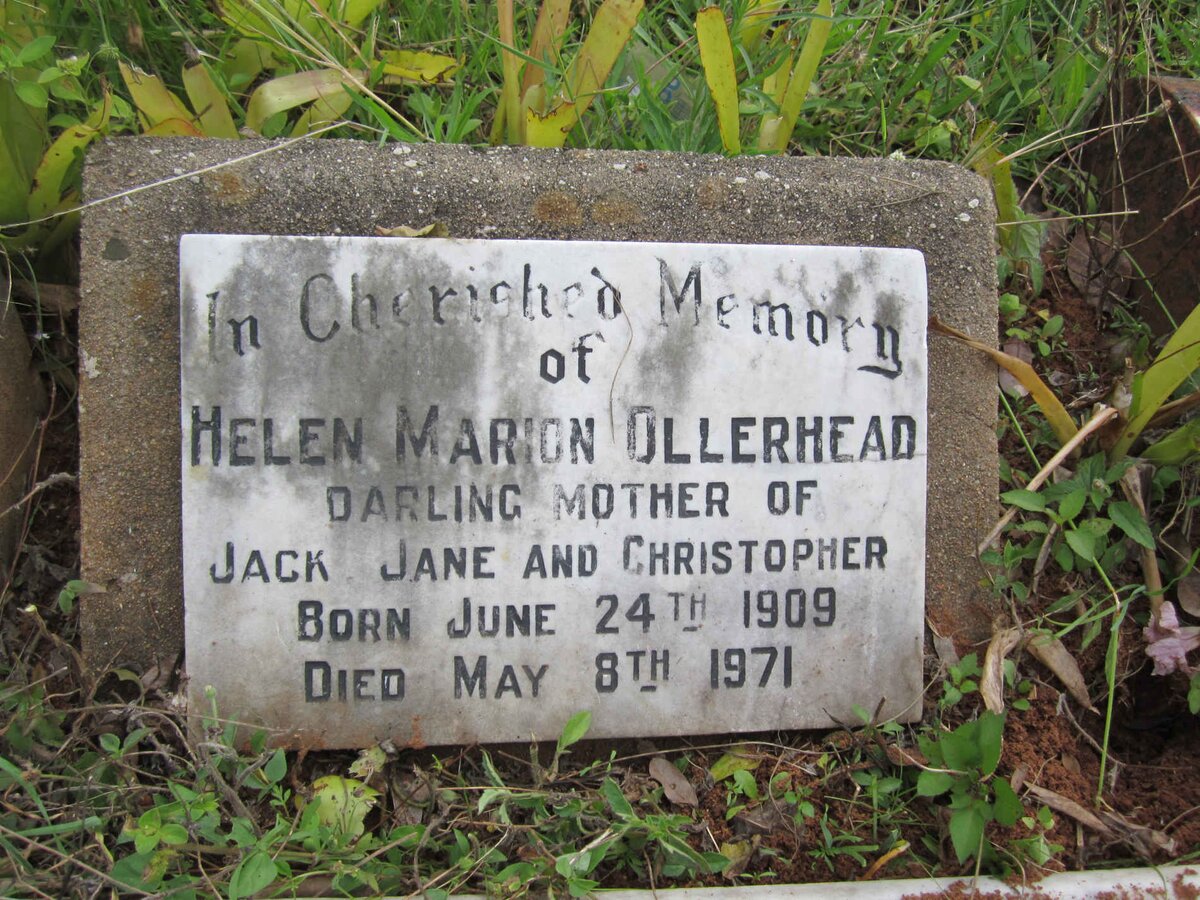 In Cherished Memory
of
HELEN MARION OLLERHEAD
DARLING MOTHER OF
JACK JANE AND CHRISTOPHER
BORN JUNE 24TH 1909
DIED MAY 8TH 1971